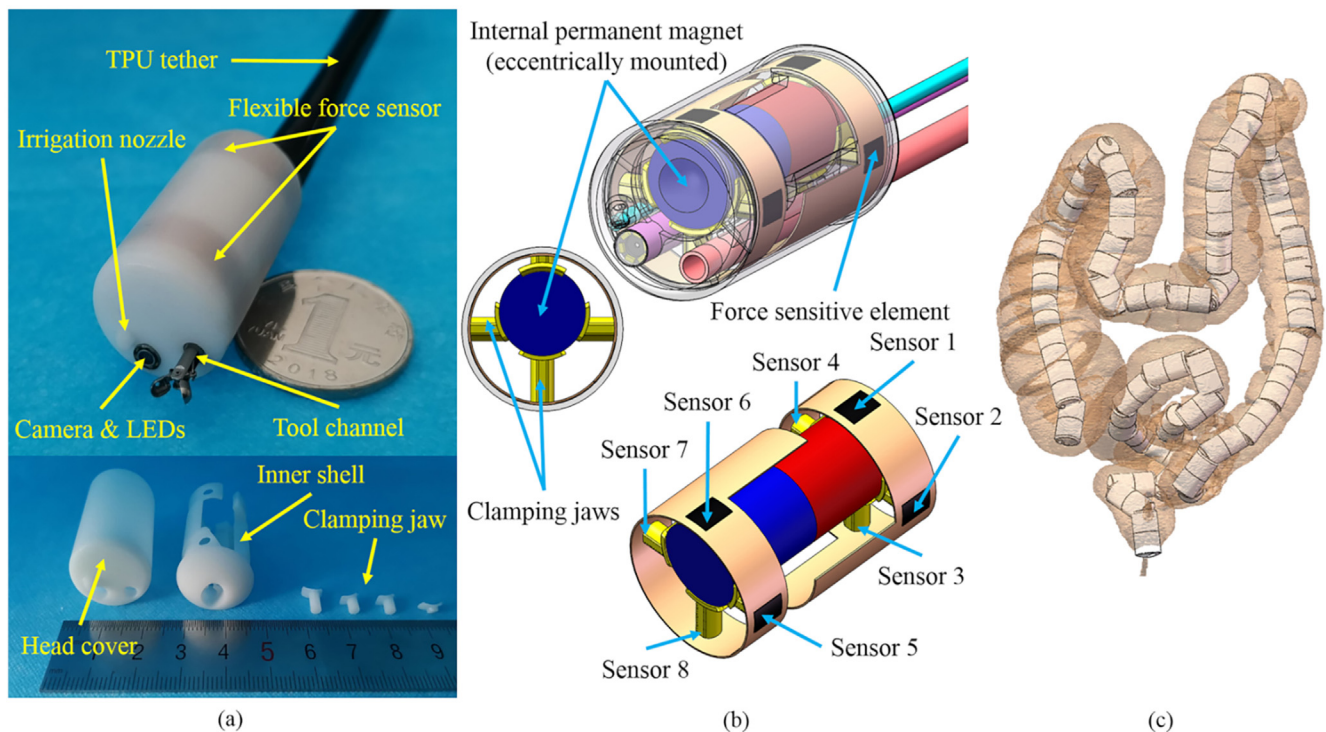 TPU tether
Flexible force sensor
Irrigation nozzle
Camera & LEDs
Tool channel
1
元
2018
Inner shell
Clamping jaw
Head cover
1 2 3 4 5 6 7 8 9
(a)
Internal permanent magnet
(eccentrically mounted)
Force sensitive element
Clamping jaws
Sensor 1
Sensor 4
Sensor 6
Sensor 2
Sensor 7
Sensor 3
Sensor 5
Sensor 8
(b)
(c)